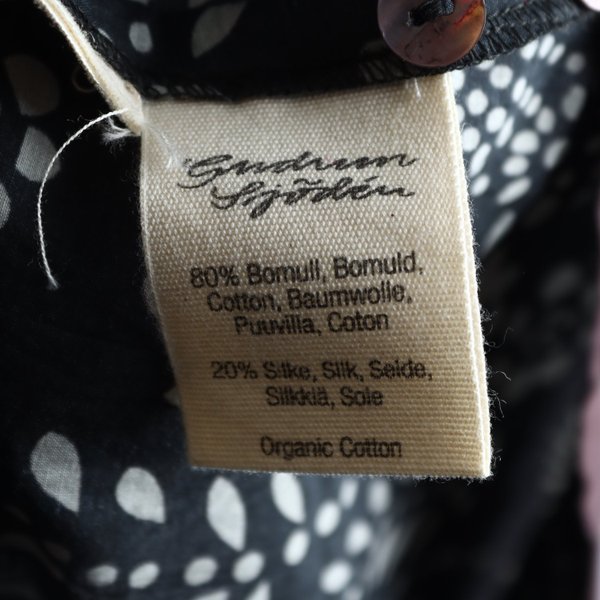 Gudrun
Sjödén
80% Bomull, Bomuld,
Cotton, Baumwolle,
Puuvilla, Coton
20% Silke, Silk, Seide,
Silkkiä, Soie
Organic Cotton